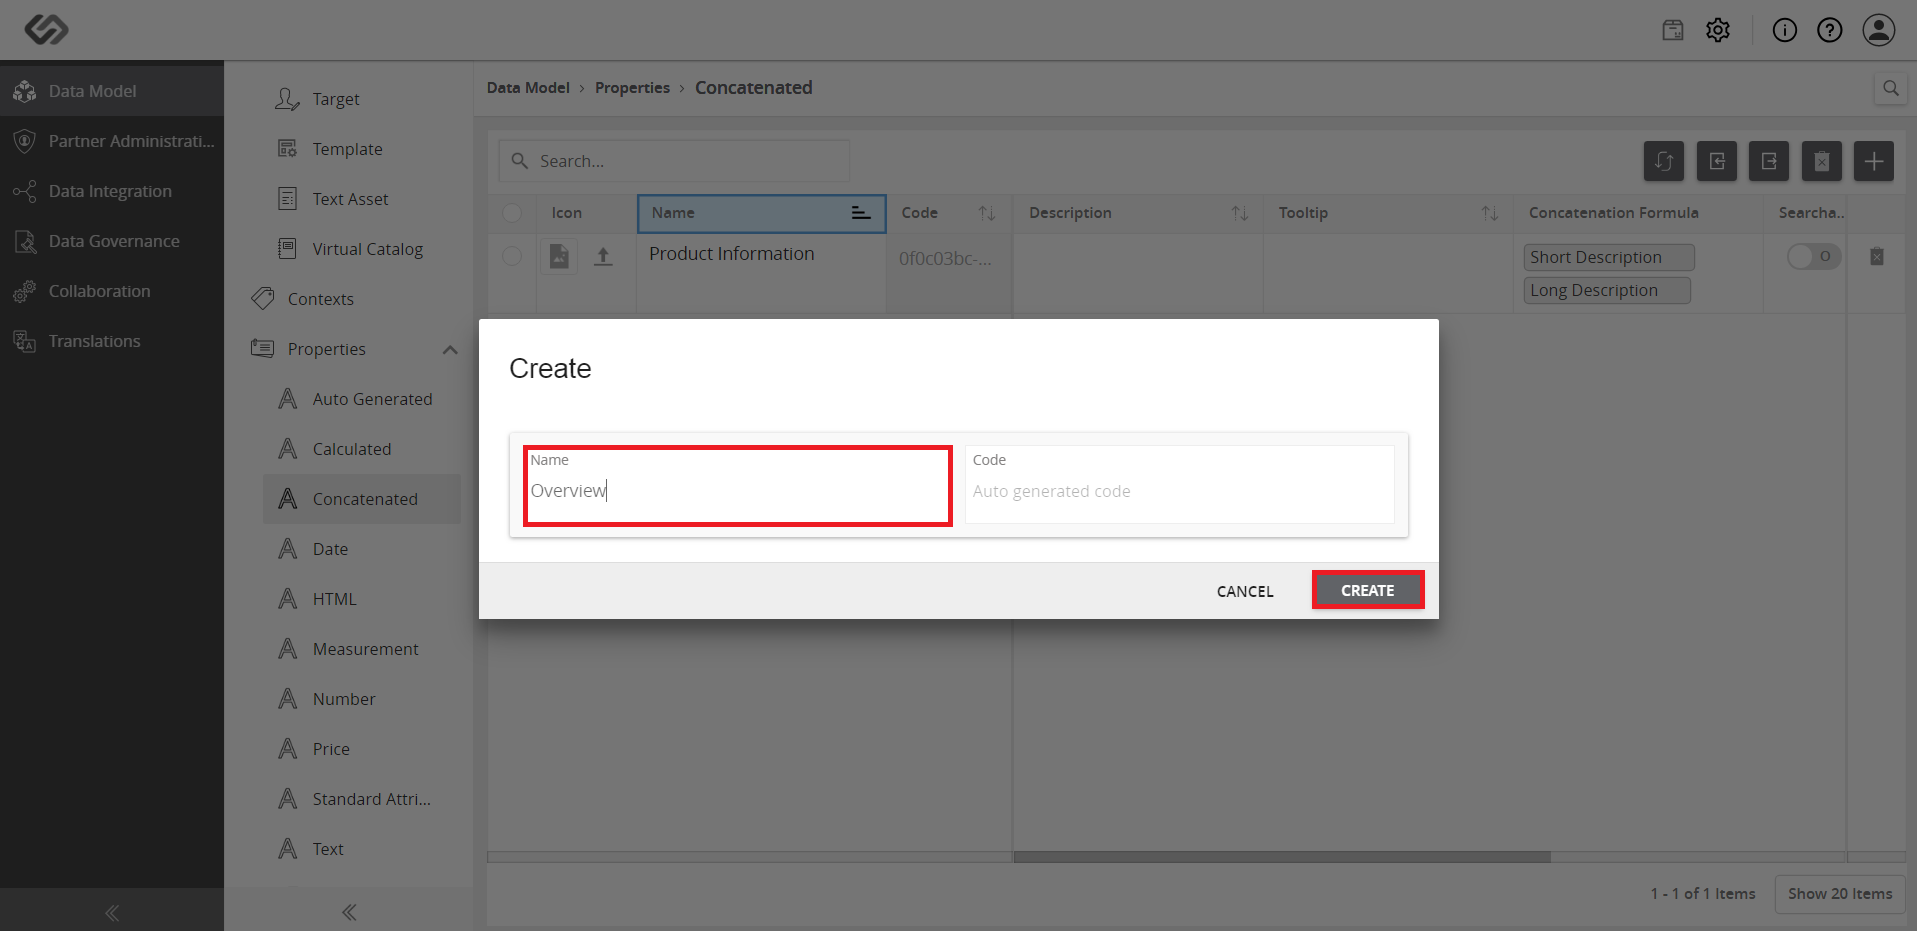 Data Model
Partner Administrati...
Data Integration
Data Governance
Collaboration
Translations
Target
Template
Text Asset
Virtual Catalog
Contexts
Properties
Auto Generated
Calculated
Concatenated
Date
HTML
Measurement
Number
Price
Standard Attri...
Text
Data Model › Properties › Concatenated
Search...
Icon Name Code Description Tooltip Concatenation Formula Searcha..
Product Information 0f0c03bc-... Short Description
Long Description
Create
Name Code
Overview Auto generated code
CANCEL CREATE
1 - 1 of 1 Items Show 20 Items